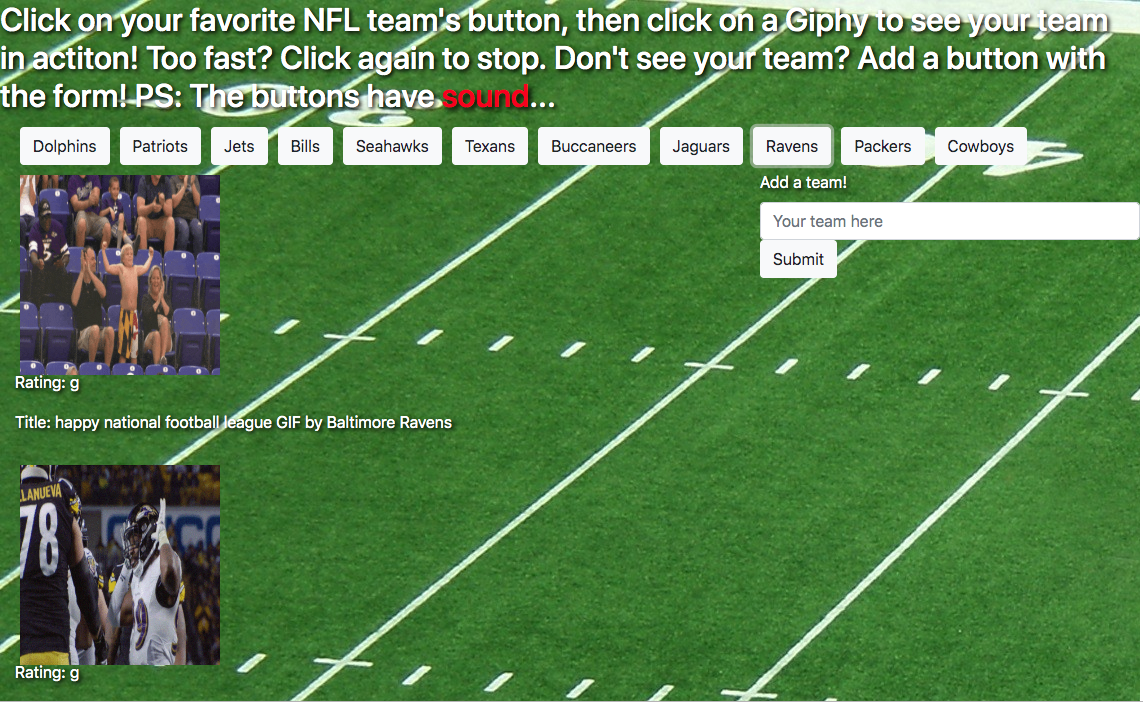 Click on your favorite NFL team's button, then click on a Giphy to see your team
in actiton! Too fast? Click again to stop. Don't see your team? Add a button with
the form! PS: The buttons have sound...
Dolphins Patriots Jets Bills Seahawks Texans Buccaneers Jaguars Ravens Packers Cowboys
Add a team!
Your team here
Submit
Rating: g
Title: happy national football league GIF by Baltimore Ravens
LLANUEVA
78
9
Rating: g